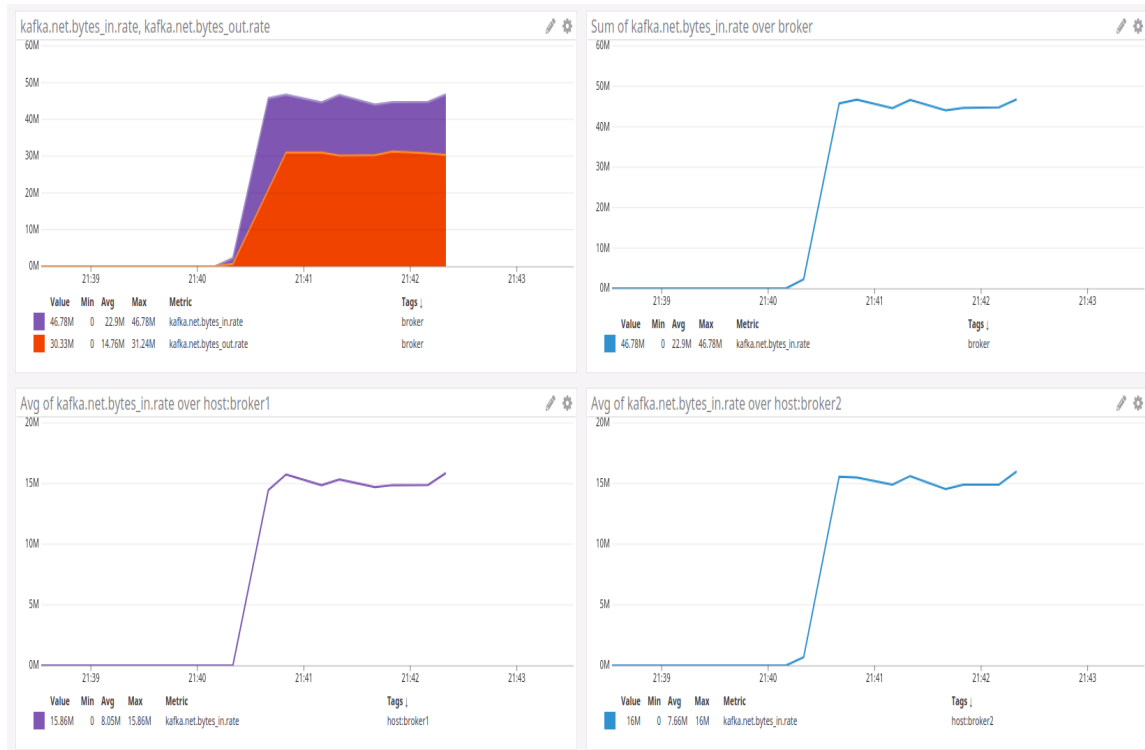 kafka.net.bytes_in.rate, kafka.net.bytes_out.rate
60M
50M
40M
30M
20M
10M
0M
21:39 21:40 21:41 21:42 21:43
Value Min Avg Max Metric Tags ↓
46.78M 0 22.9M 46.78M kafka.net.bytes_in.rate broker
30.33M 0 14.76M 31.24M kafka.net.bytes_out.rate broker
Sum of kafka.net.bytes_in.rate over broker
60M
50M
40M
30M
20M
10M
0M
21:39 21:40 21:41 21:42 21:43
Value Min Avg Max Metric Tags ↓
46.78M 0 22.9M 46.78M kafka.net.bytes_in.rate broker
Avg of kafka.net.bytes_in.rate over host:broker1
20M
15M
10M
5M
0M
21:39 21:40 21:41 21:42 21:43
Value Min Avg Max Metric Tags ↓
15.86M 0 8.05M 15.86M kafka.net.bytes_in.rate host:broker1
Avg of kafka.net.bytes_in.rate over host:broker2
20M
15M
10M
5M
0M
21:39 21:40 21:41 21:42 21:43
Value Min Avg Max Metric Tags ↓
16M 0 7.66M 16M kafka.net.bytes_in.rate host:broker2